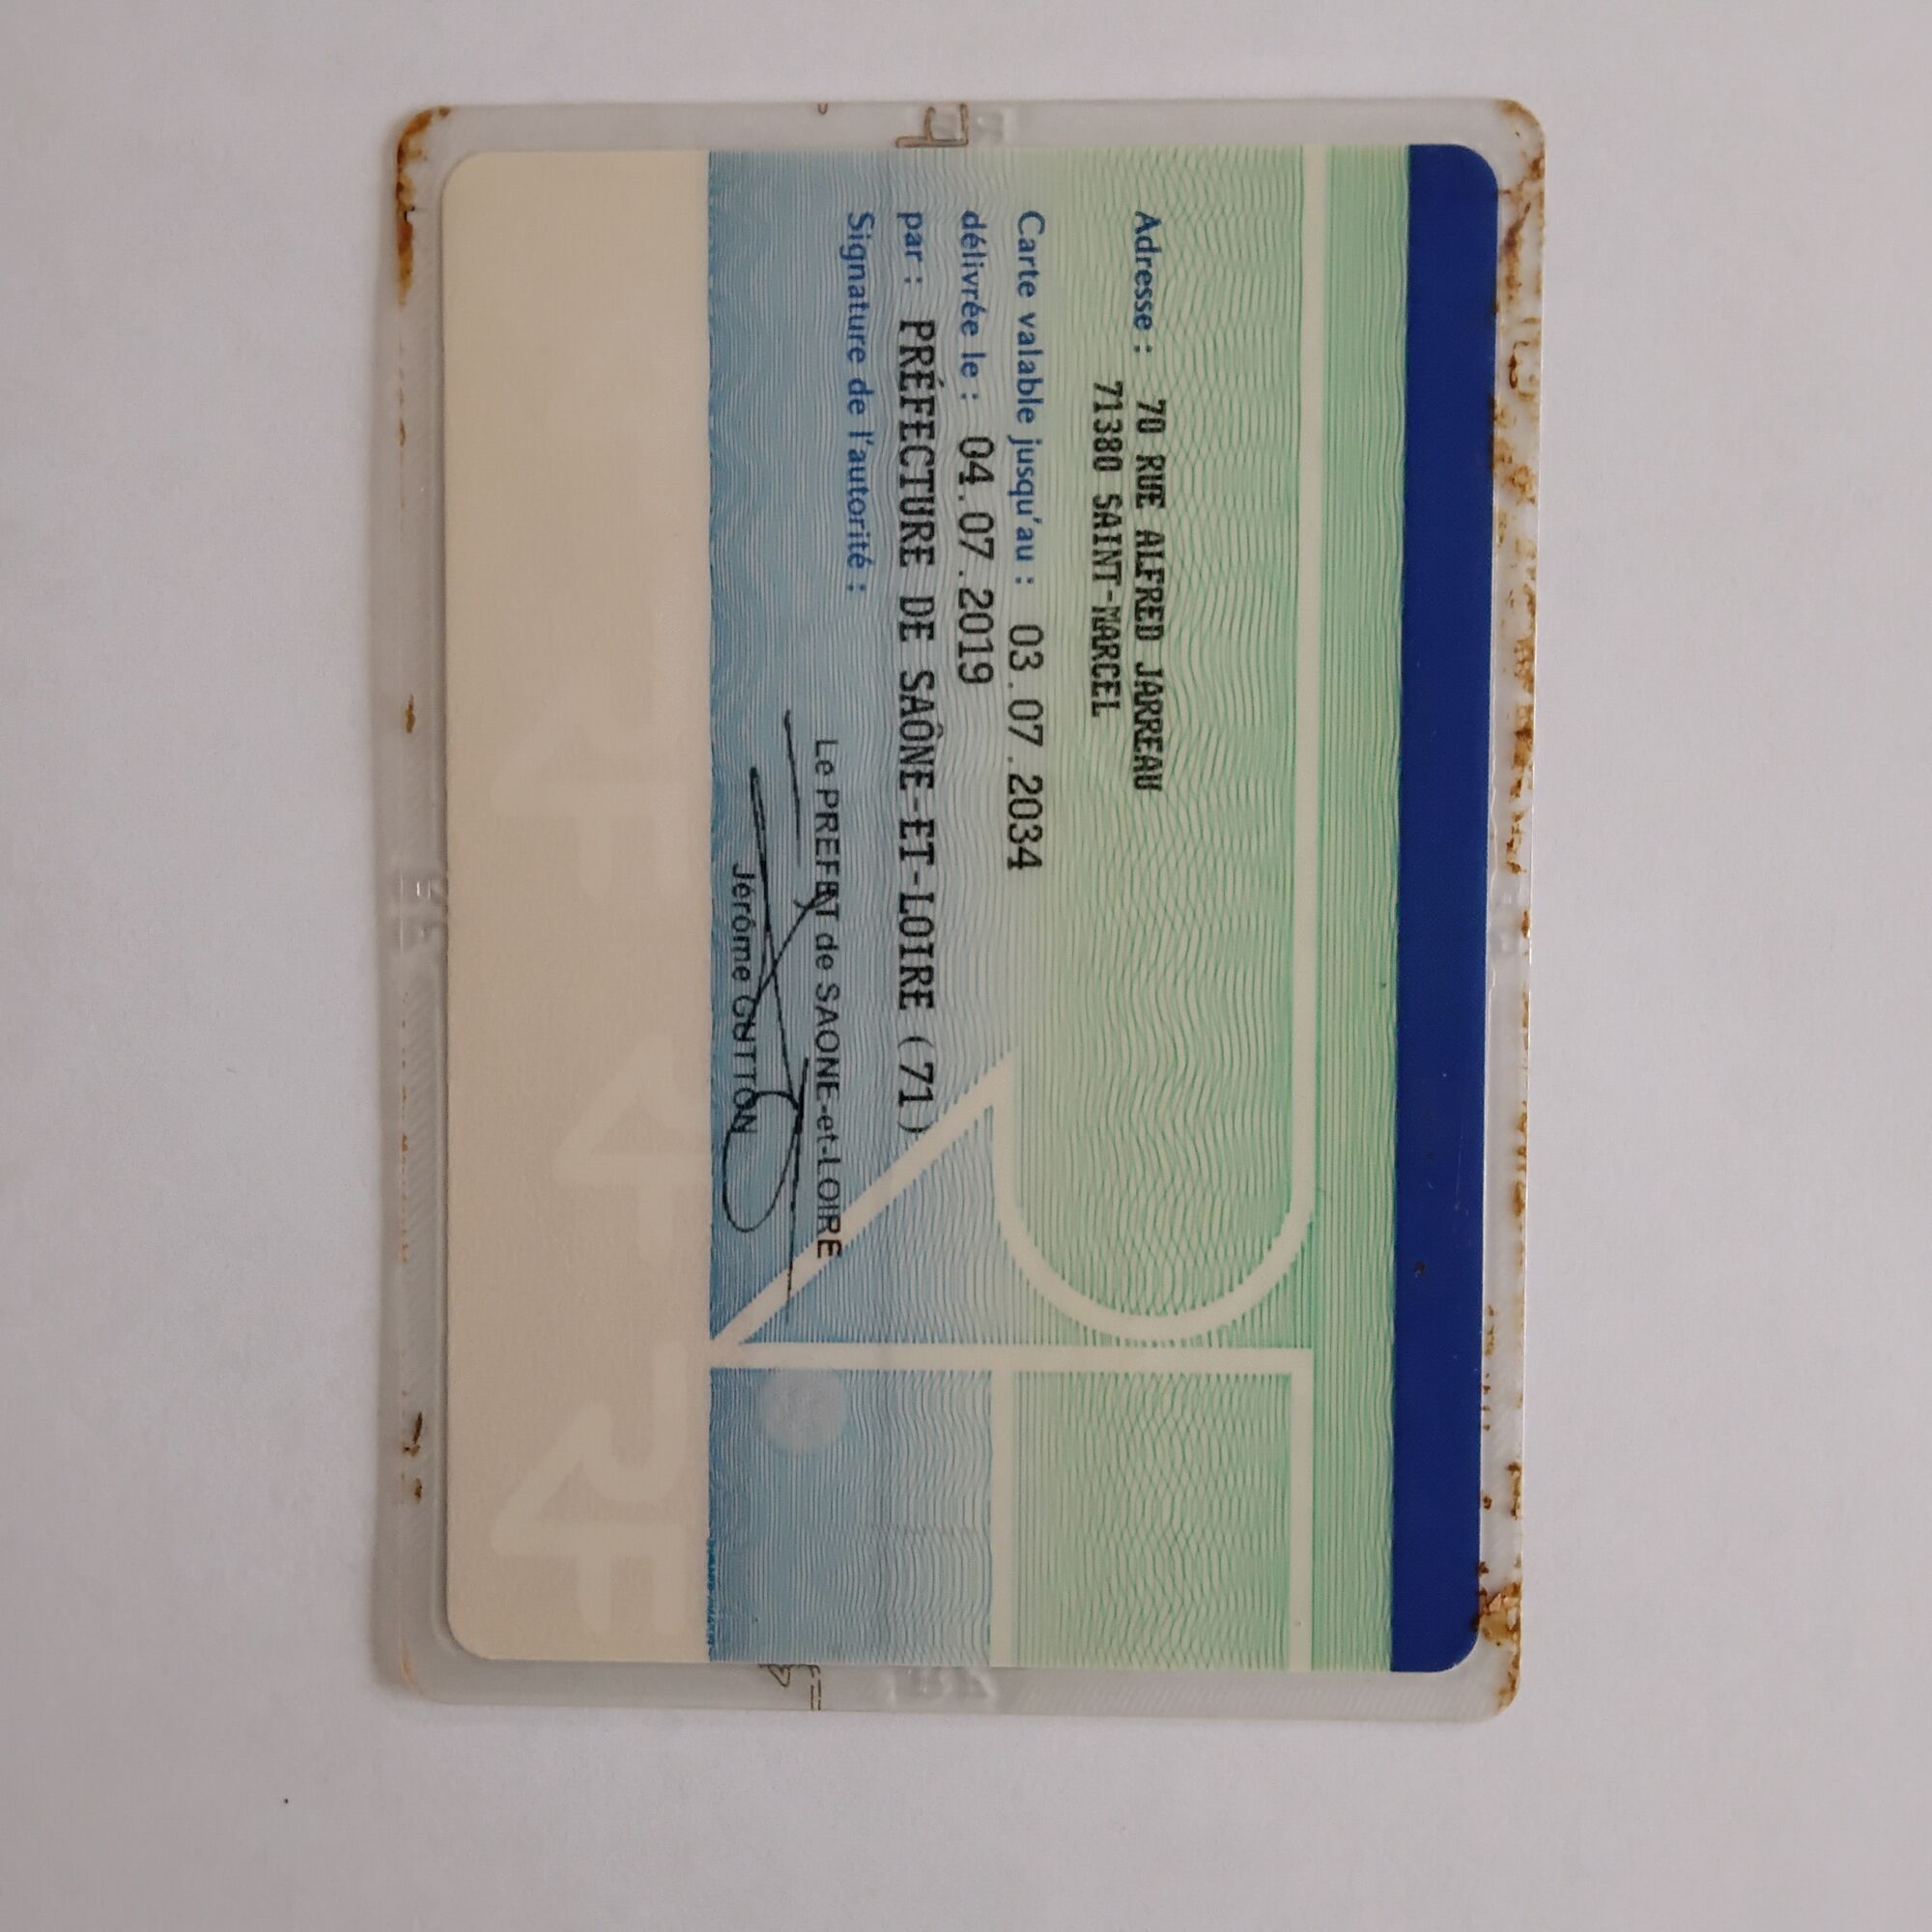 Adresse : 70 RUE ALFRED JARREAU
71380 SAINT-MARCEL
Carte valable jusqu'au : 03.07.2034
délivrée le : 04.07.2019
par : PRÉFECTURE DE SAÔNE-ET-LOIRE (71)
Signature de l'autorité :
Le PREFET de SAONE-et-LOIRE
Jérôme GUTTON